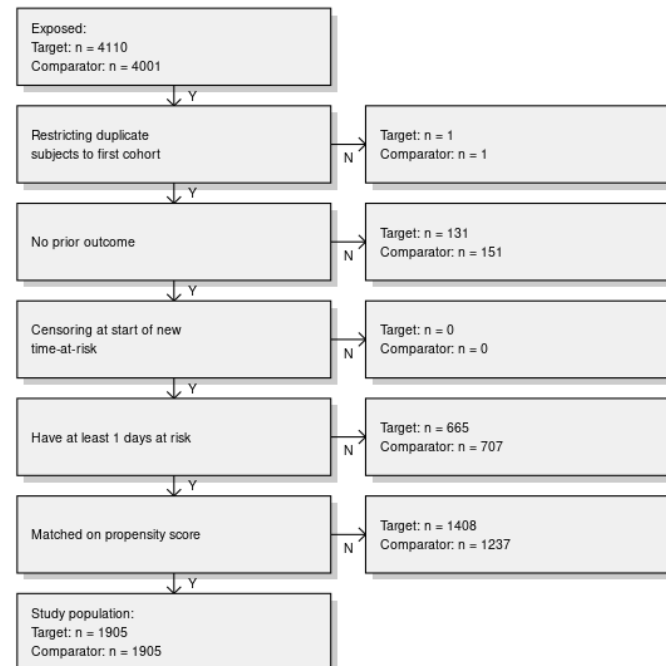 Exposed:
Target: n = 4110
Comparator: n = 4001
Y
Restricting duplicate
subjects to first cohort
N
Target: n = 1
Comparator: n = 1
Y
No prior outcome
N
Target: n = 131
Comparator: n = 151
Y
Censoring at start of new
time-at-risk
N
Target: n = 0
Comparator: n = 0
Y
Have at least 1 days at risk
N
Target: n = 665
Comparator: n = 707
Y
Matched on propensity score
N
Target: n = 1408
Comparator: n = 1237
Y
Study population:
Target: n = 1905
Comparator: n = 1905